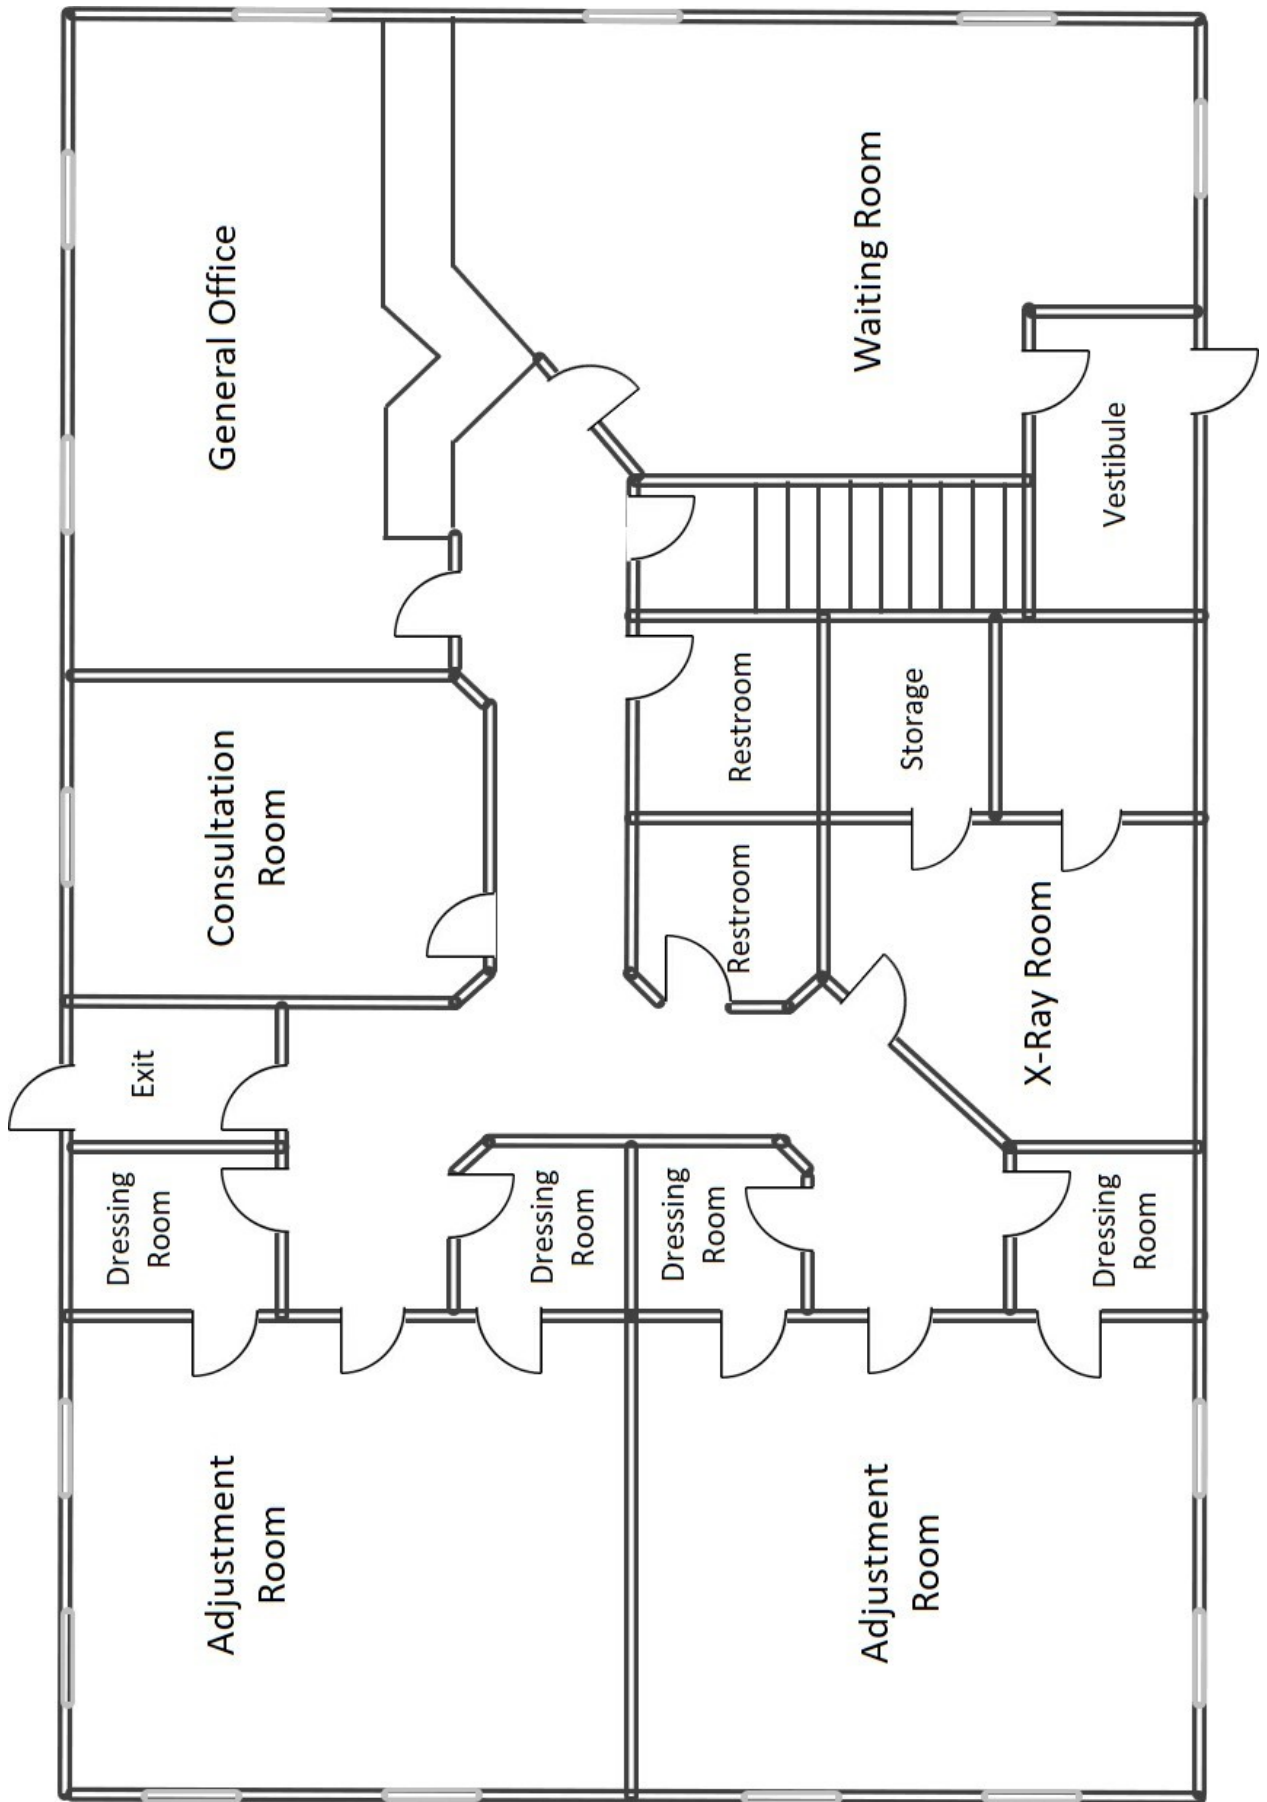 General Office
Waiting Room
Vestibule
Consultation
Room
Restroom
Storage
Restroom
X-Ray Room
Exit
Dressing
Room
Dressing
Room
Dressing
Room
Dressing
Room
Adjustment
Room
Adjustment
Room